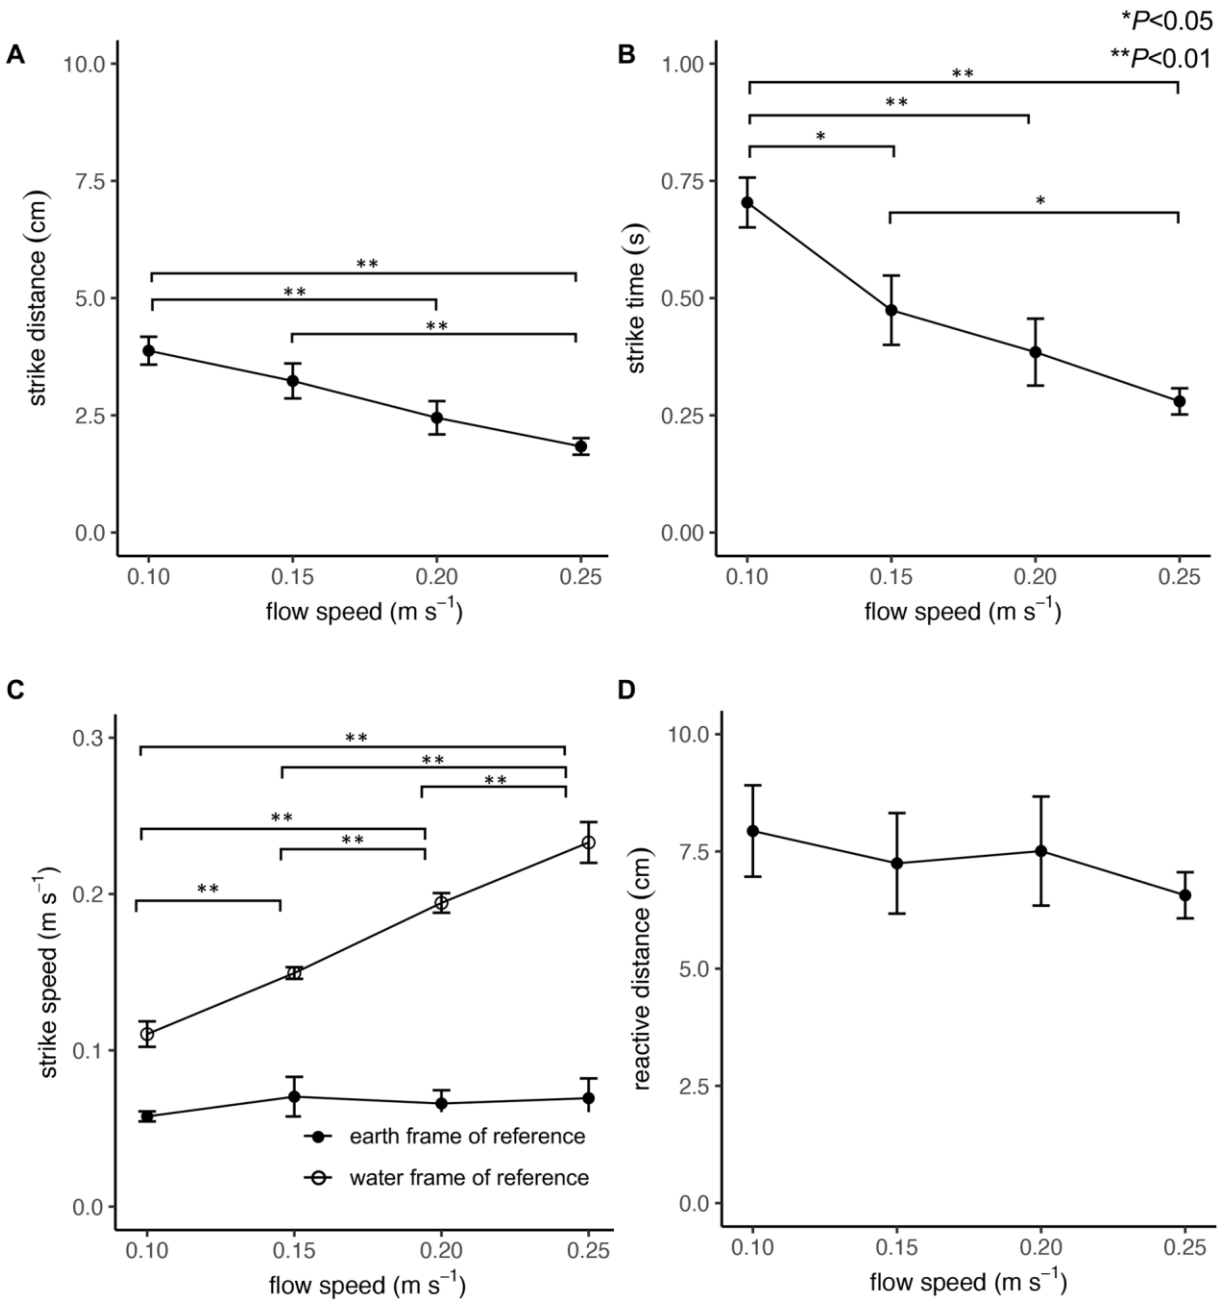 *P<0.05
**P<0.01
A
10.0
7.5
5.0
2.5
0.0
strike distance (cm)
**
**
**
0.10 0.15 0.20 0.25
flow speed (m s⁻¹)
B
1.00
0.75
0.50
0.25
0.00
strike time (s)
**
**
*
*
0.10 0.15 0.20 0.25
flow speed (m s⁻¹)
C
0.3
0.2
0.1
0.0
strike speed (m s⁻¹)
**
**
**
**
**
**
earth frame of reference
water frame of reference
0.10 0.15 0.20 0.25
flow speed (m s⁻¹)
D
10.0
7.5
5.0
2.5
0.0
reactive distance (cm)
0.10 0.15 0.20 0.25
flow speed (m s⁻¹)